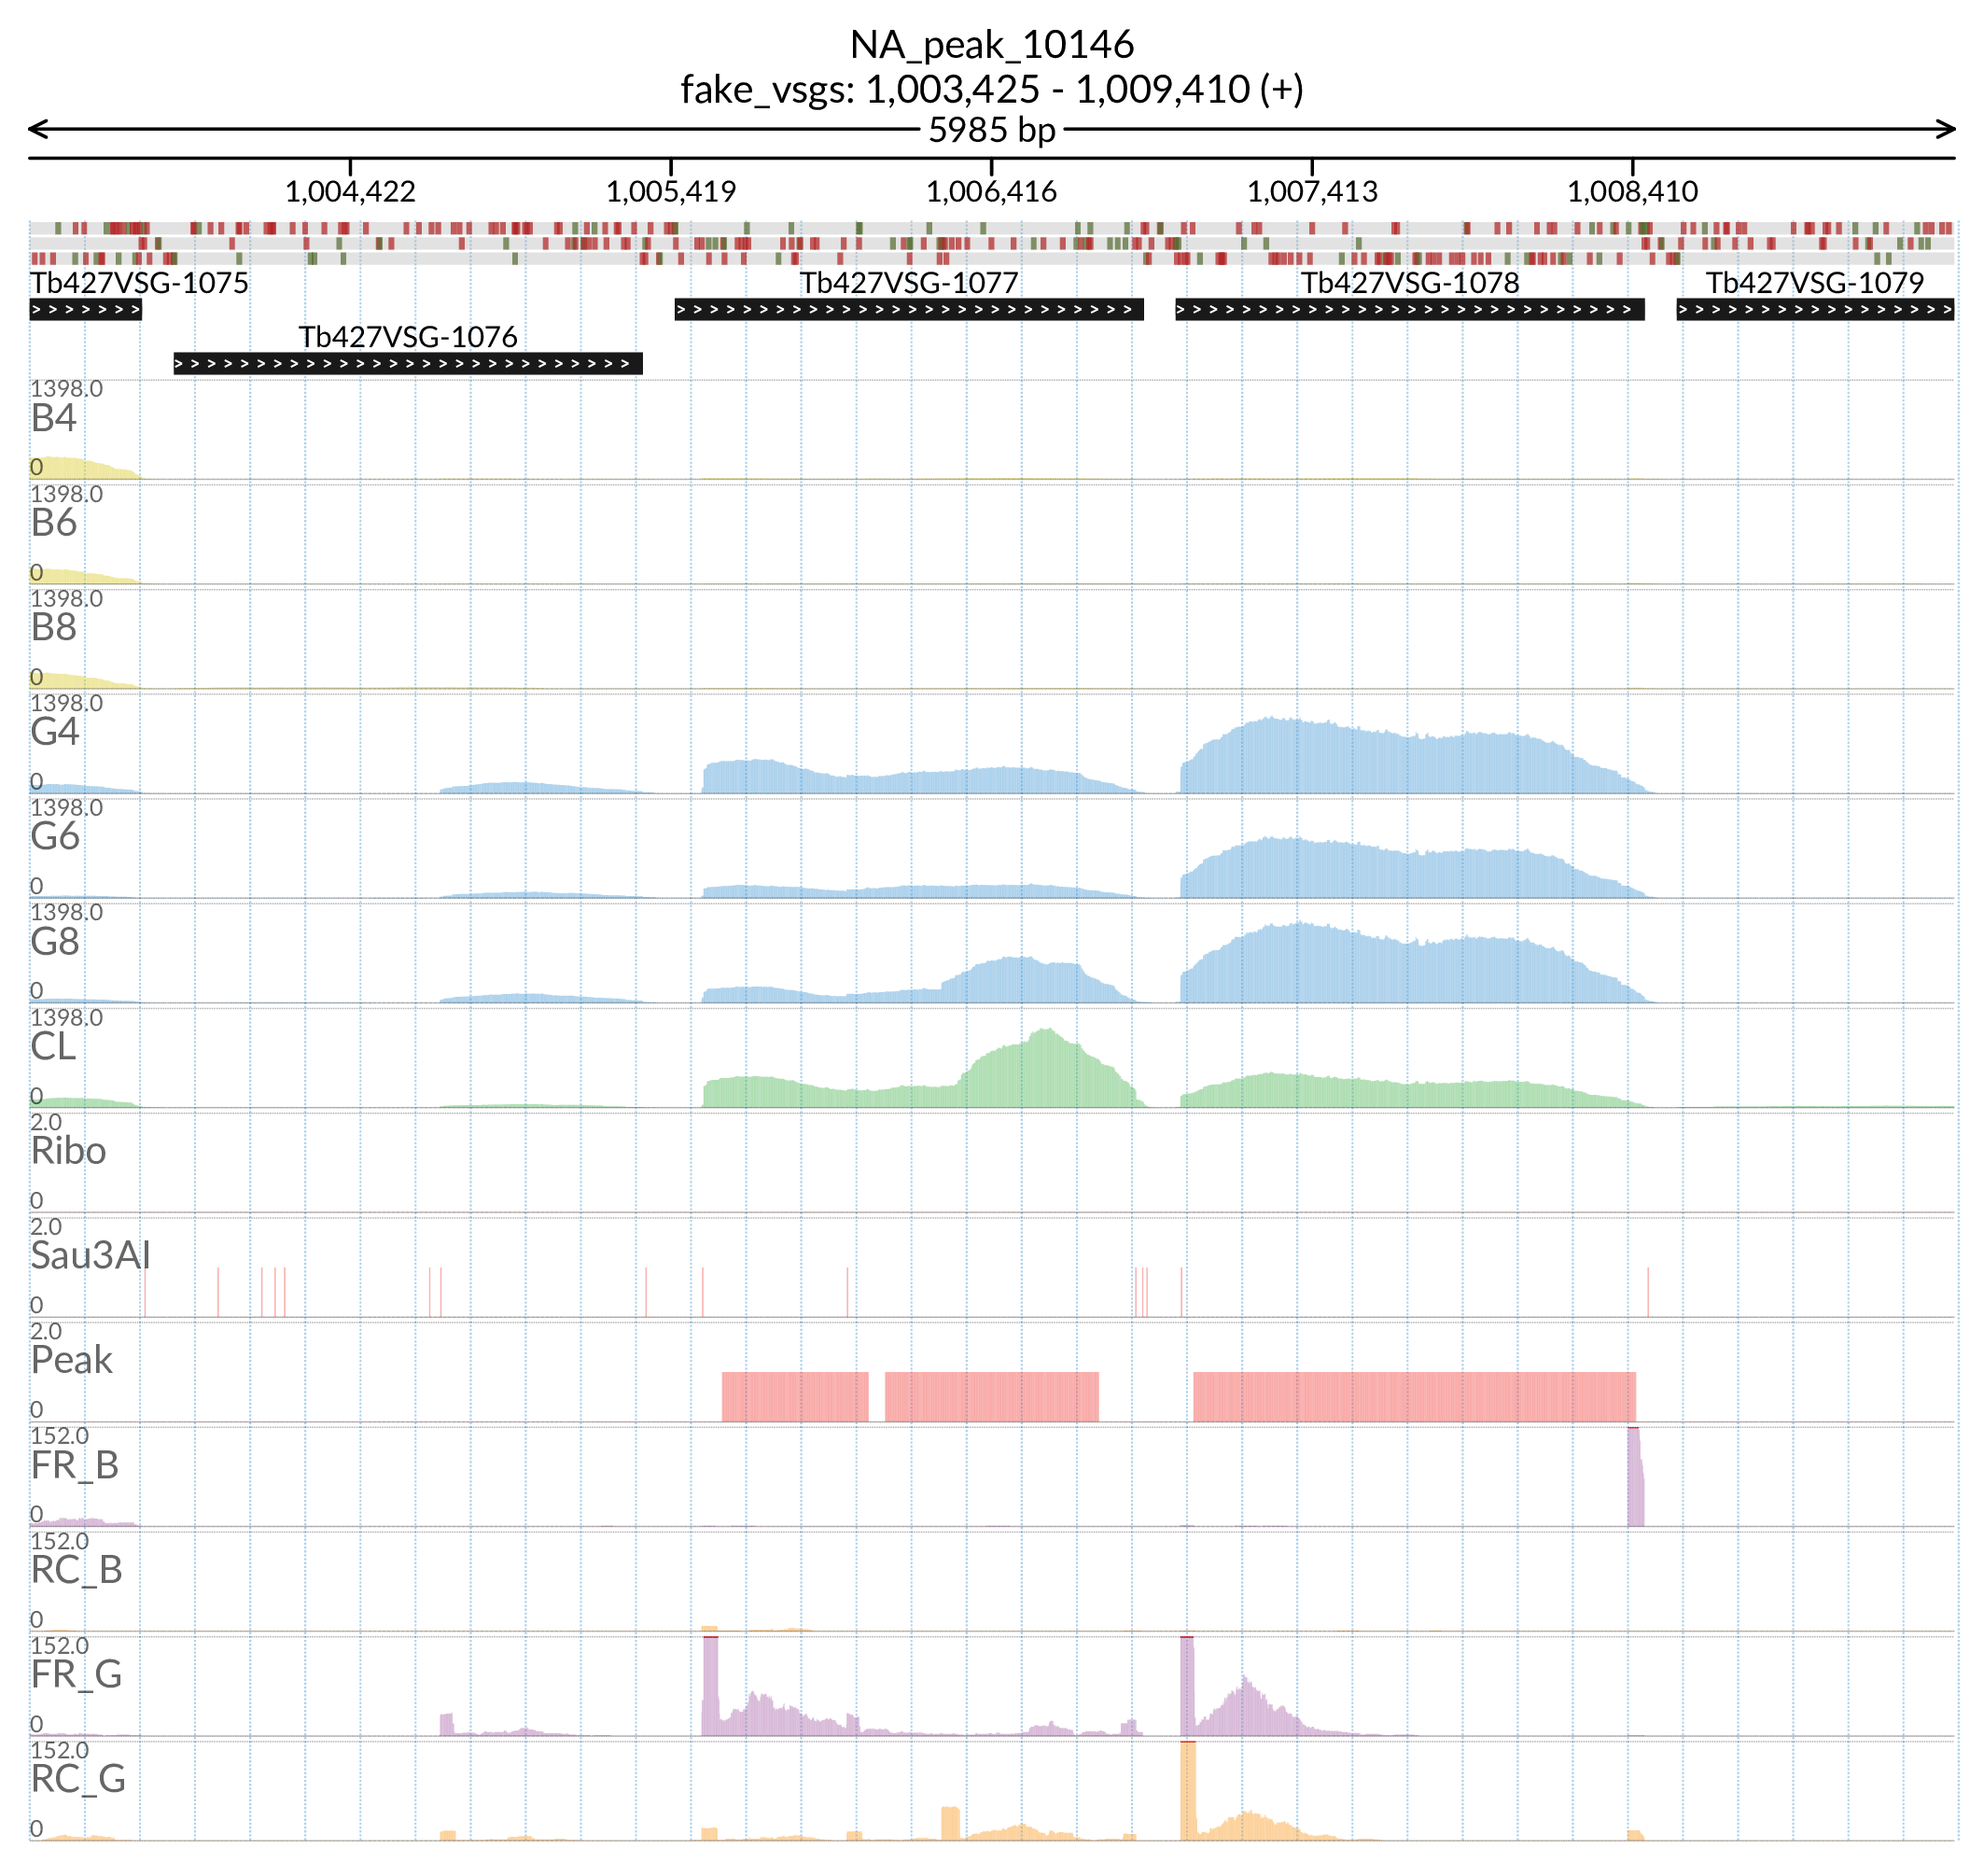 NA_peak_10146
fake_vsgs: 1,003,425 - 1,009,410 (+)
5985 bp
1,004,422 1,005,419 1,006,416 1,007,413 1,008,410
Tb427VSG-1075 Tb427VSG-1077 Tb427VSG-1078 Tb427VSG-1079
Tb427VSG-1076
1398.0
B4
0
1398.0
B6
0
1398.0
B8
0
1398.0
G4
0
1398.0
G6
0
1398.0
G8
0
1398.0
CL
0
2.0
Ribo
0
2.0
Sau3AI
0
2.0
Peak
0
152.0
FR_B
0
152.0
RC_B
0
152.0
FR_G
0
152.0
RC_G
0